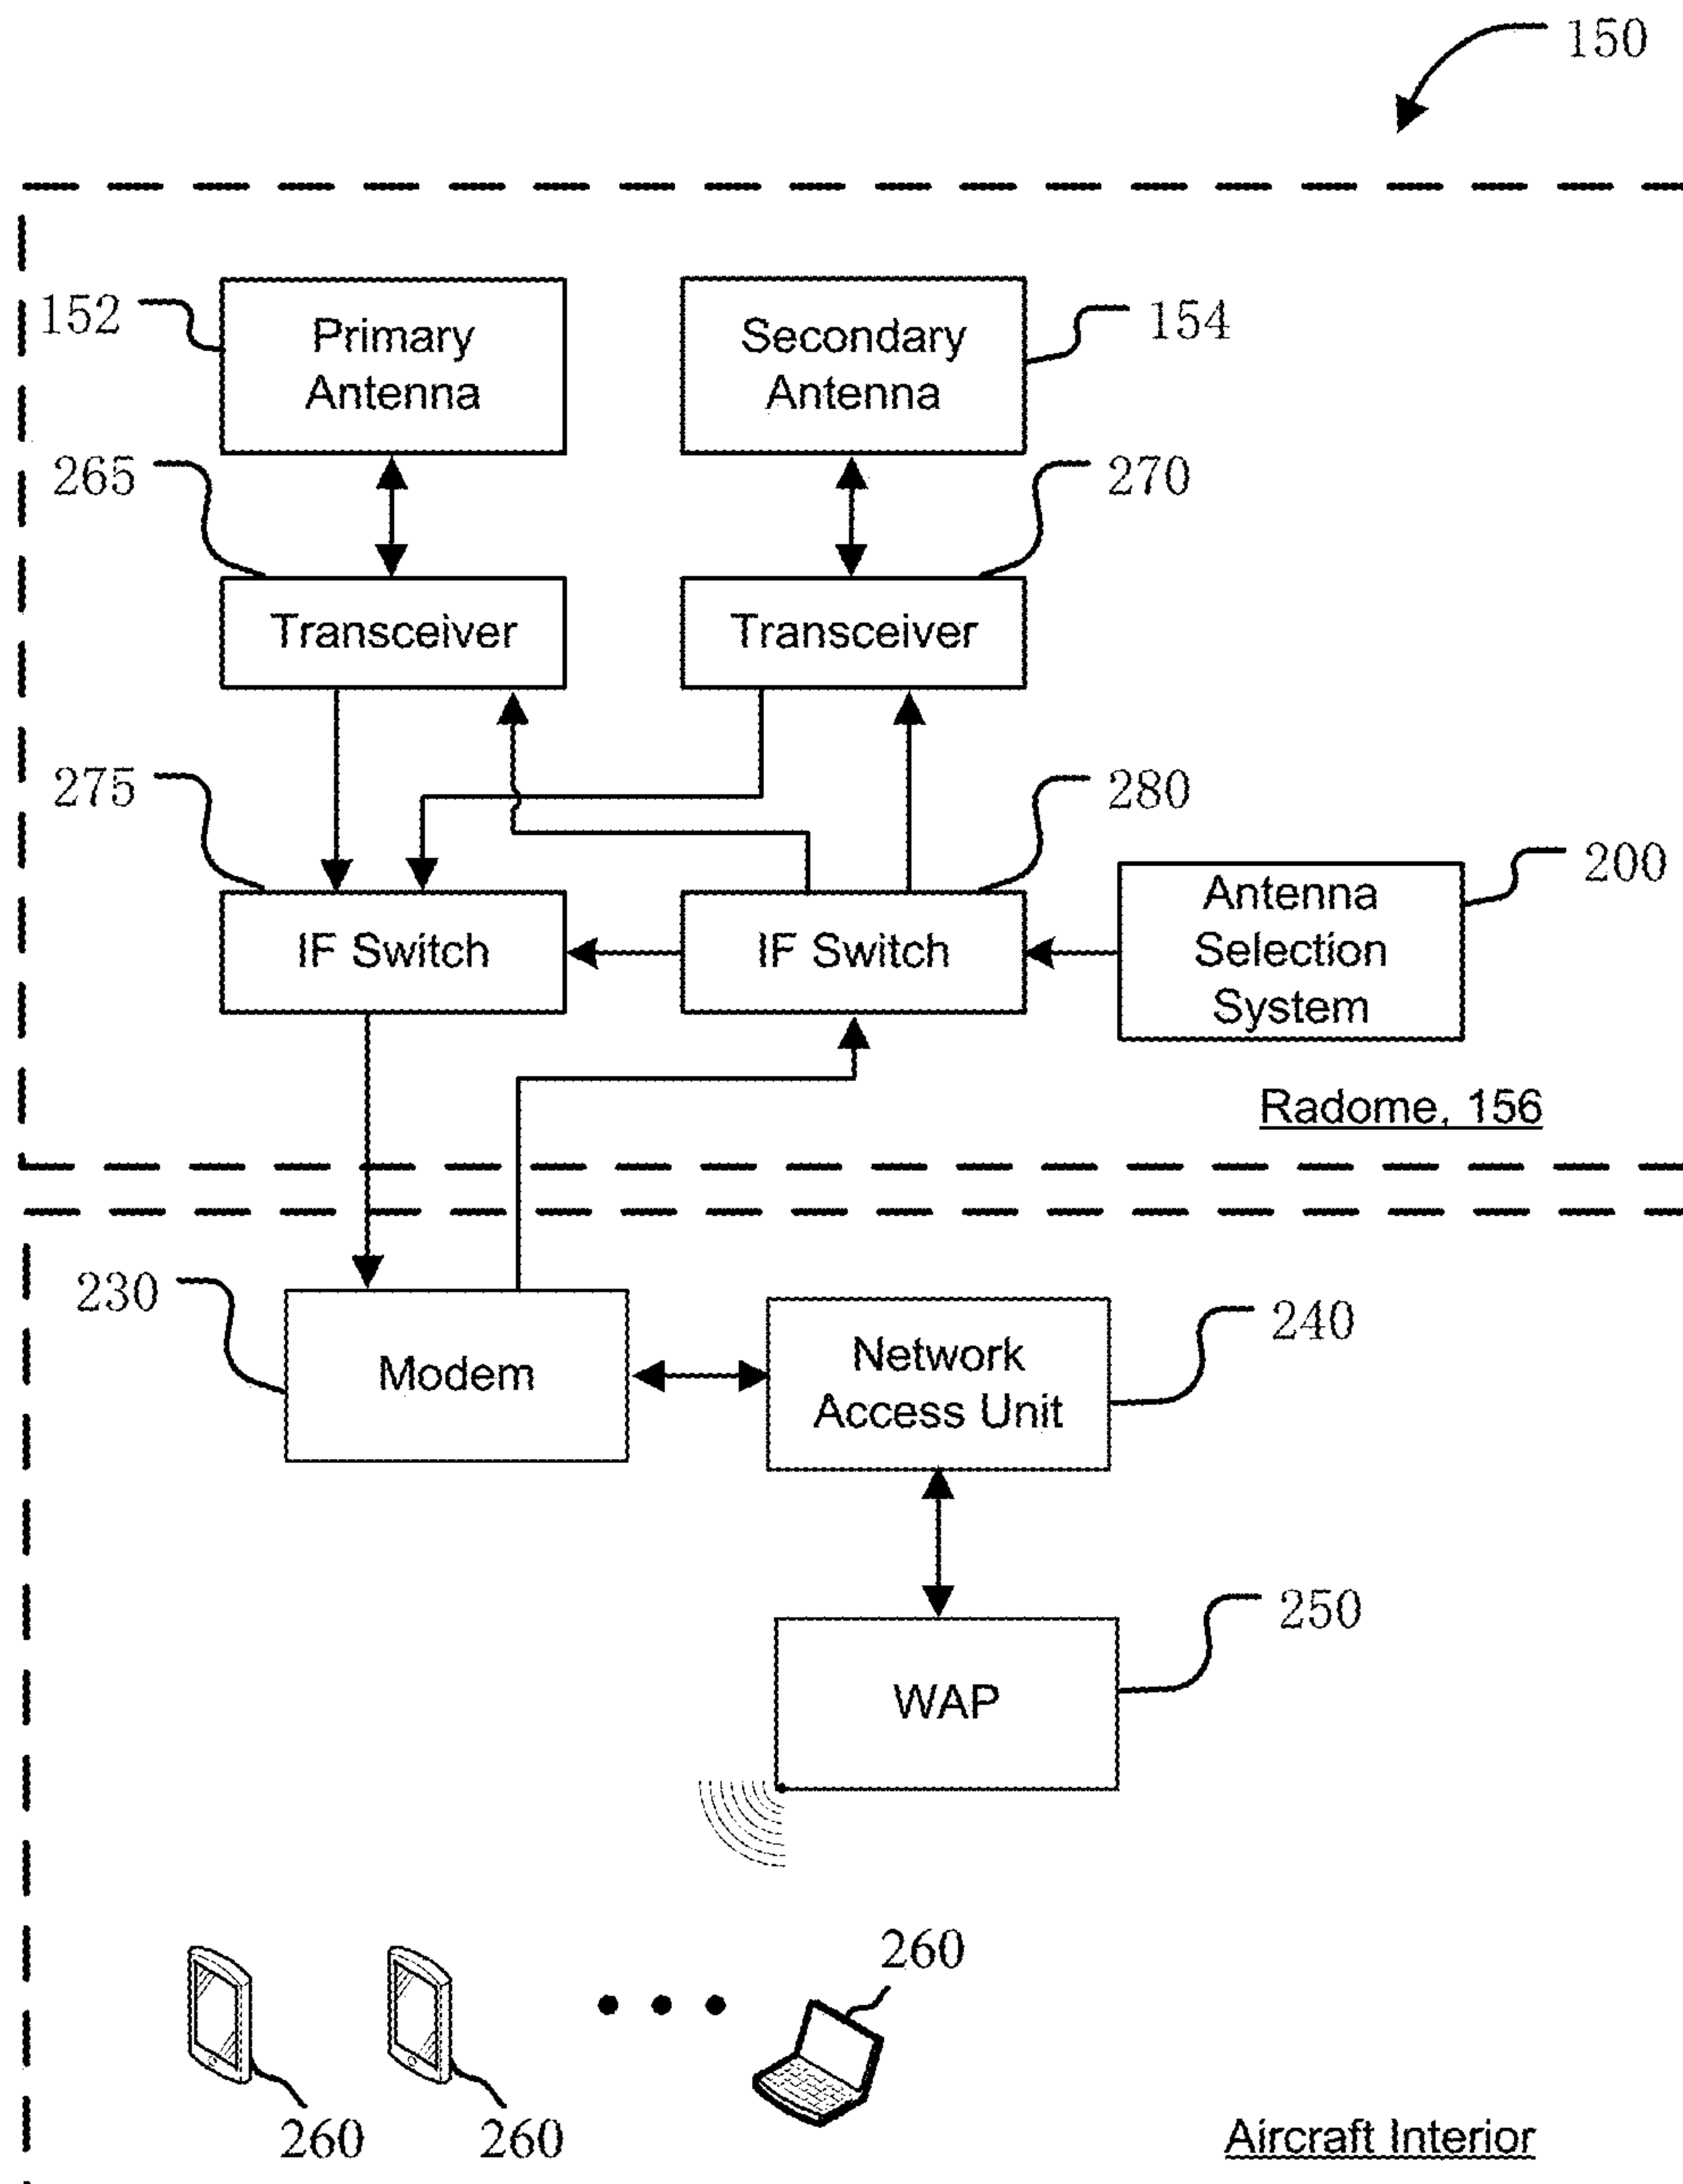 150
152
Primary
Antenna
Secondary
Antenna
154
265
Transceiver
Transceiver
270
275
IF Switch
IF Switch
280
Antenna
Selection
System
200
Radome, 156
230
Modem
Network
Access Unit
240
WAP
250
260
260
260
Aircraft Interior